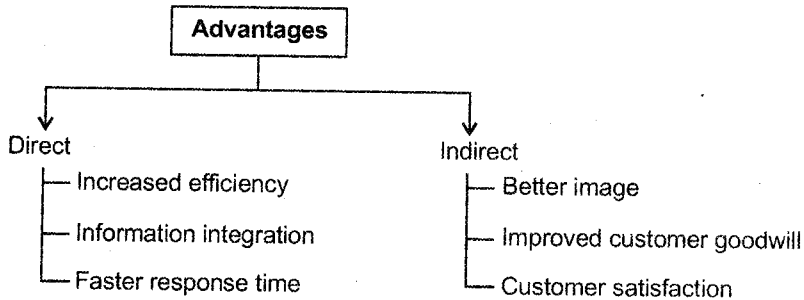 Advantages
Direct
Increased efficiency
Information integration
Faster response time
Indirect
Better image
Improved customer goodwill
Customer satisfaction